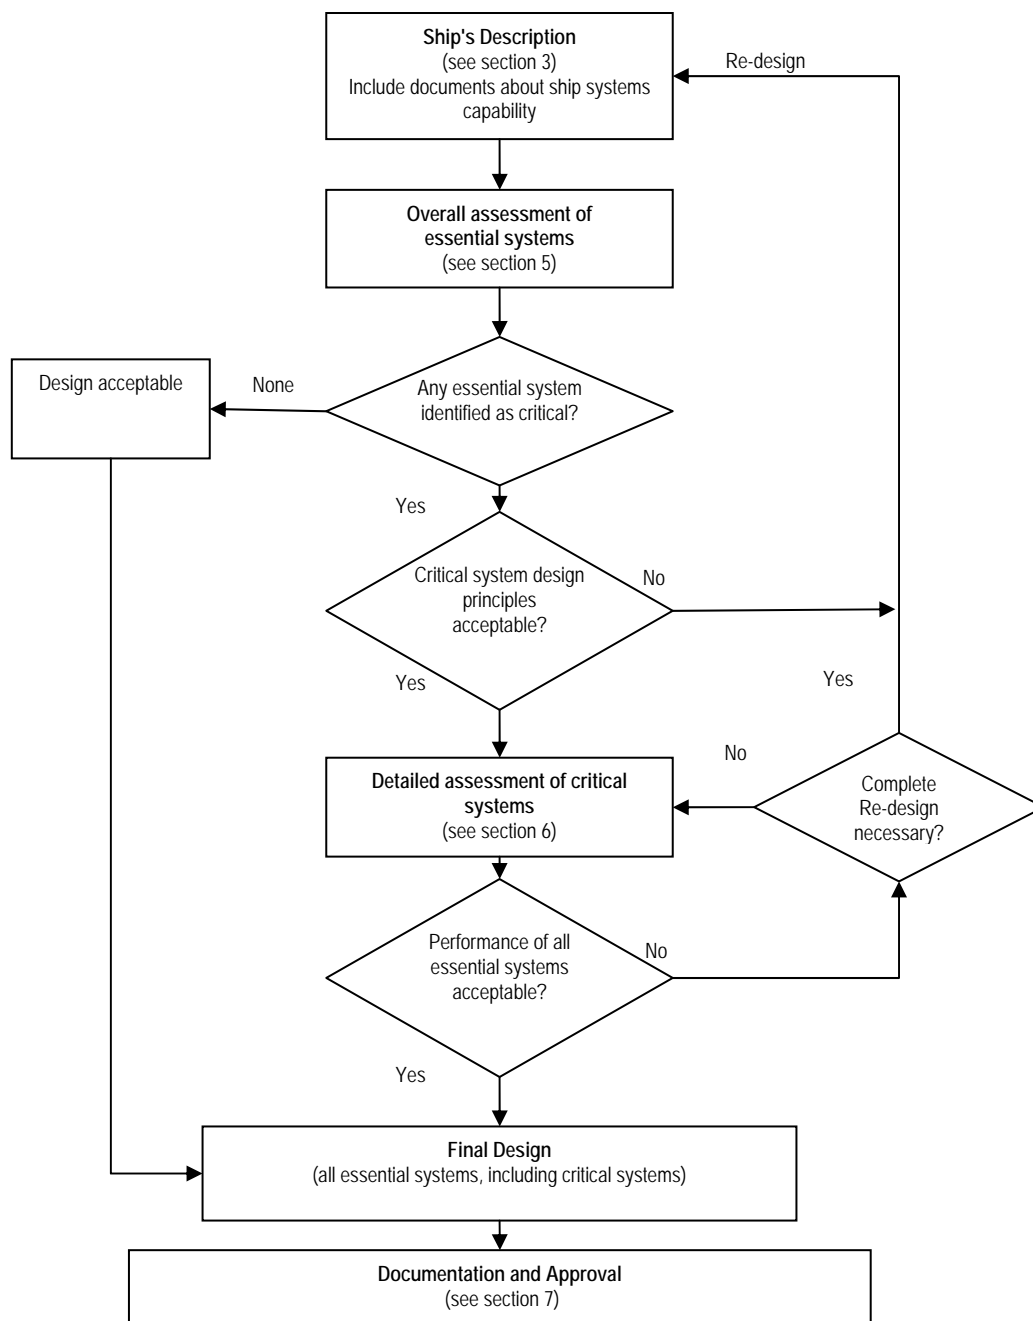 Ship's Description
(see section 3)
Include documents about ship systems
capability
Re-design
Overall assessment of
essential systems
(see section 5)
Design acceptable
None
Any essential system
identified as critical?
Yes
Critical system design
principles
acceptable?
No
Yes
Yes
Detailed assessment of critical
systems
(see section 6)
No
Complete
Re-design
necessary?
Performance of all
essential systems
acceptable?
No
Yes
Final Design
(all essential systems, including critical systems)
Documentation and Approval
(see section 7)